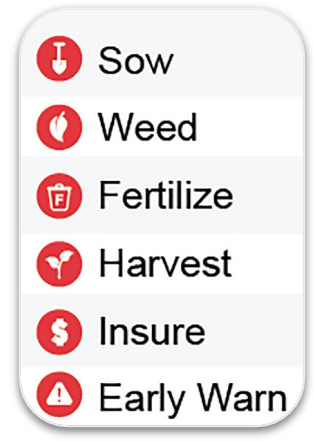 Sow
Weed
F Fertilize
Harvest
$ Insure
! Early Warn